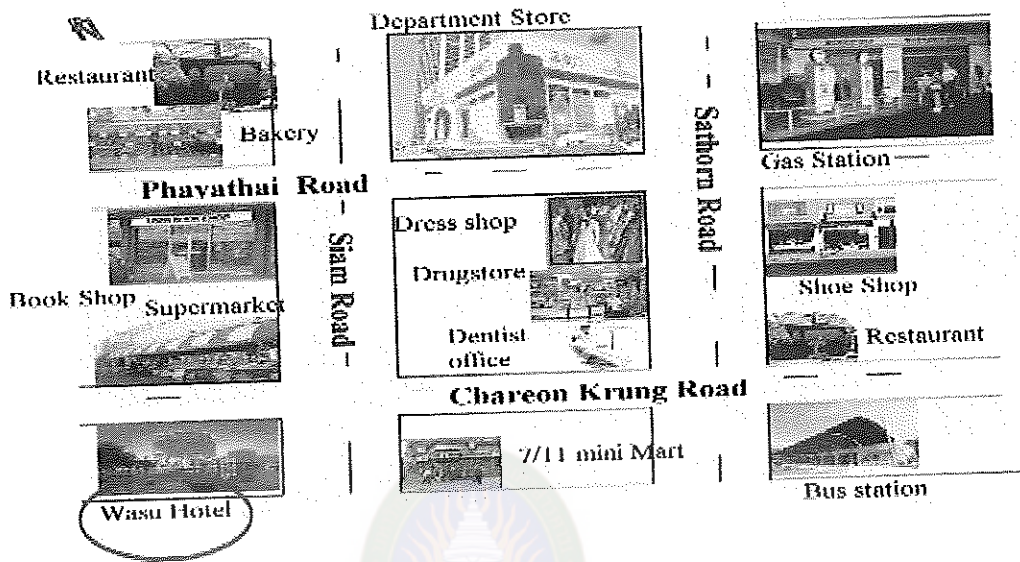 Department Store
Restaurant
Bakery
Sathorn Road
Gas Station
Phayathai Road
Siam Road
Dress shop
Drugstore
Shoe Shop
Book Shop
Supermarket
Dentist
office
Restaurant
Chareon Krung Road
7/11 mini Mart
Wasu Hotel
Bus station